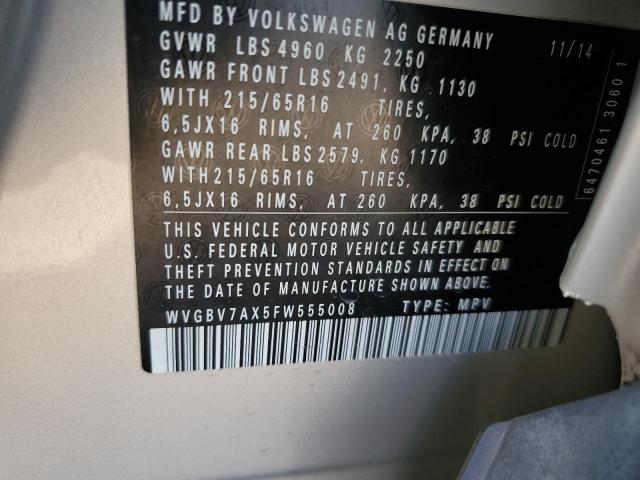 MFD BY VOLKSWAGEN AG GERMANY
11/14
GVWR LBS 4960 KG 2250
GAWR FRONT LBS 2491, KG 1130
WITH 215/65R16 TIRES,
6,5JX16 RIMS, AT 260 KPA, 38 PSI COLD
GAWR REAR LBS 2579, KG 1170
WITH 215/65R16 TIRES,
6,5JX16 RIMS, AT 260 KPA, 38 PSI COLD
THIS VEHICLE CONFORMS TO ALL APPLICABLE
U.S. FEDERAL MOTOR VEHICLE SAFETY AND
THEFT PREVENTION STANDARDS IN EFFECT ON
THE DATE OF MANUFACTURE SHOWN ABOVE.
WVGBV7AX5FW555008 TYPE: MPV
6470461 3060 1